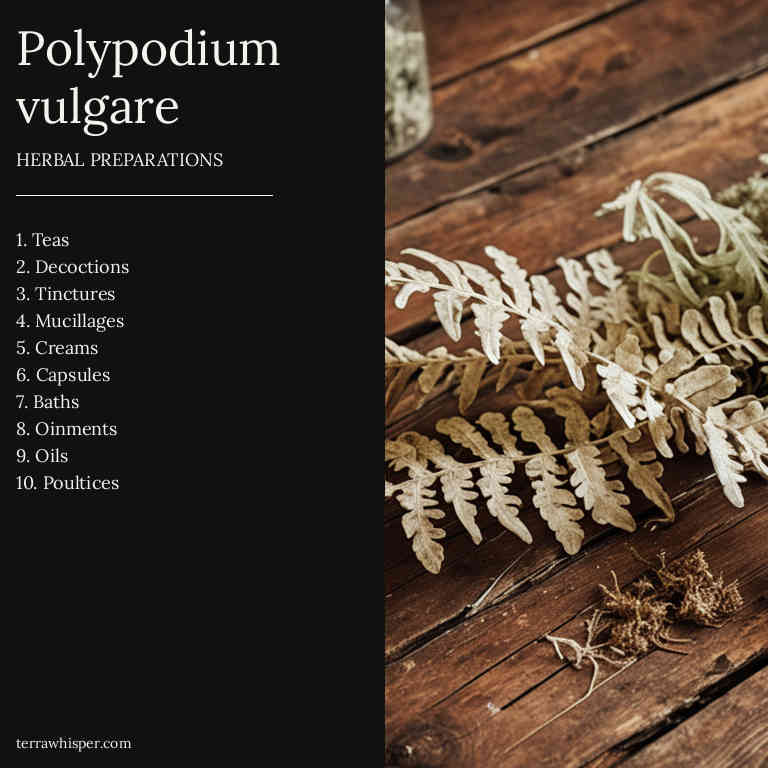 Polypodium
vulgare
HERBAL PREPARATIONS
1. Teas
2. Decoctions
3. Tinctures
4. Mucillages
5. Creams
6. Capsules
7. Baths
8. Oinments
9. Oils
10. Poultices
terrawhisper.com